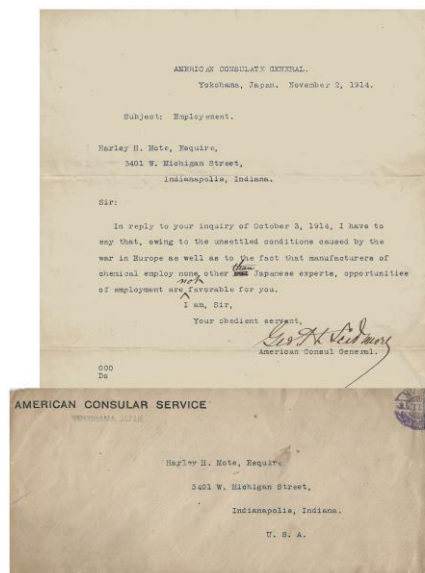 AMERICAN CONSULATE GENERAL.
Yokohama, Japan. November 2, 1914.
Subject: Employement.
Harley H. Mote, Esquire,
3401 W. Michigan Street,
Indianapolis, Indiana.
Sir:
In reply to your inquiry of October 3, 1914, I have to
say that, owing to the unsettled conditions caused by the
war in Europe as well as to the fact that manufacturers of
chemical employ none other than Japanese experts, opportunities
of employment are not favorable for you.
I am, Sir,
Your obedient servant,
Geo H Scidmore
American Consul General.
800
Do
AMERICAN CONSULAR SERVICE
YOKOHAMA JAPAN
Harley H. Mote, Esquire
3401 W. Michigan Street,
Indianapolis, Indiana.
U. S. A.